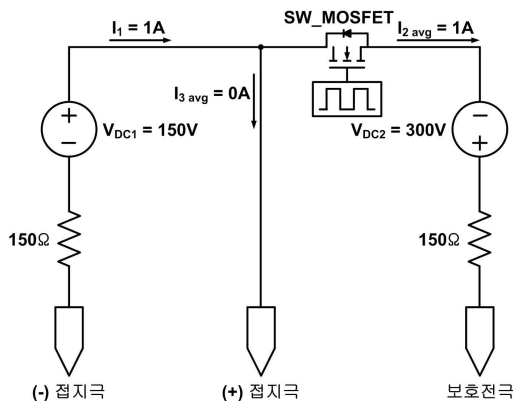 SW_MOSFET
I1 = 1A
I2 avg = 1A
I3 avg = 0A
+
−
VDC1 = 150V
VDC2 = 300V
−
+
150Ω
150Ω
(-) 접지극
(+) 접지극
보호전극